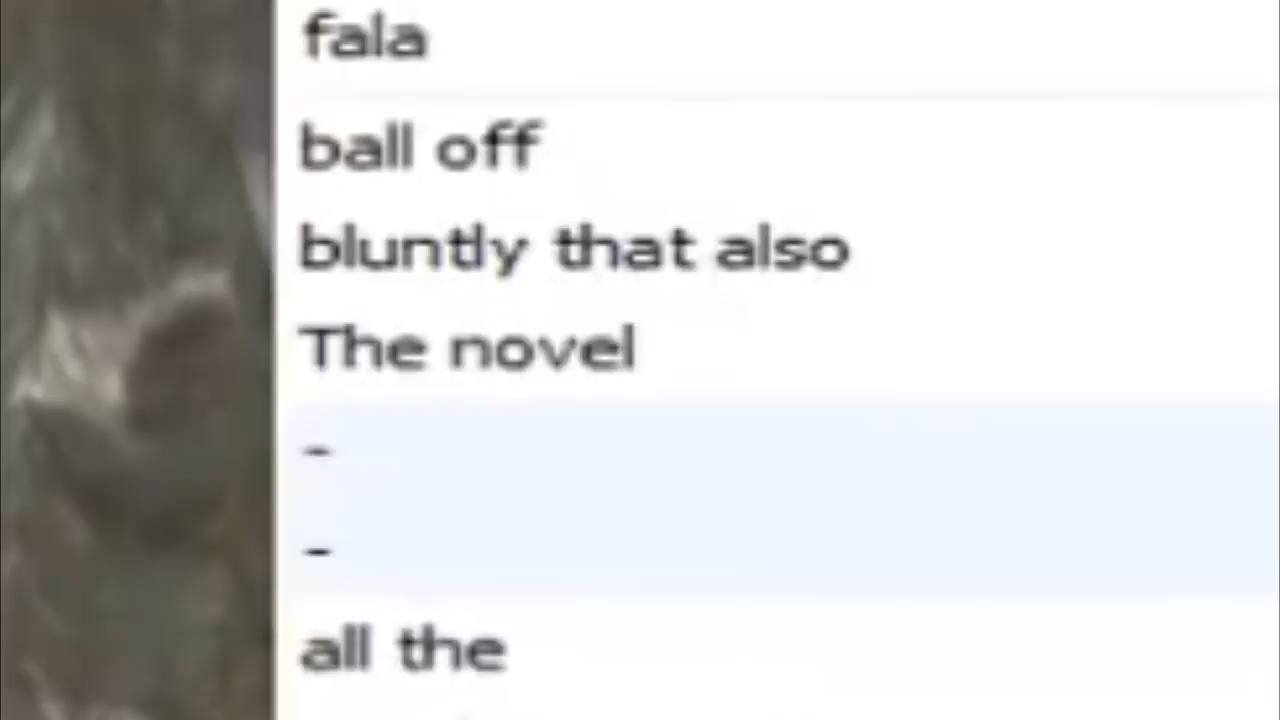 fala
ball off
bluntly that also
The novel
-
-
all the